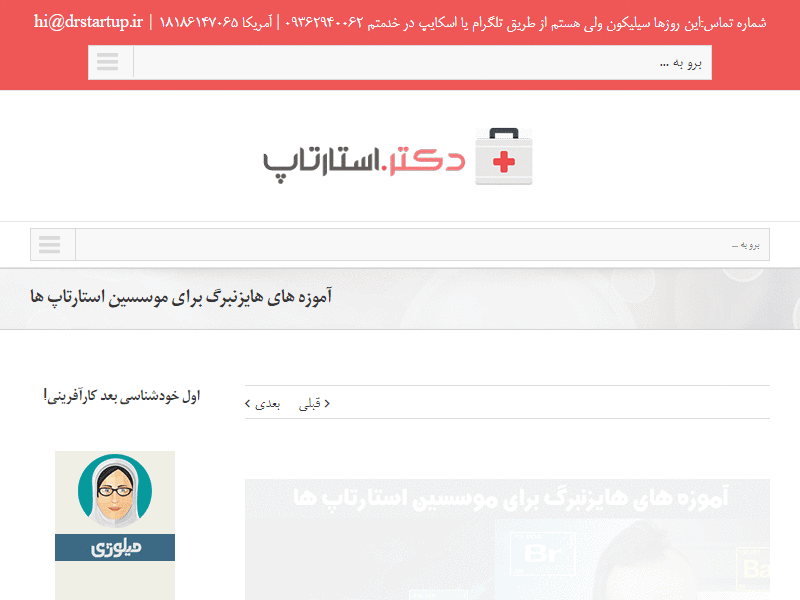 شماره تماس:این روزها سیلیکون ولی هستم از طریق تلگرام یا اسکایپ در خدمتم ۰۹۳۶۲۹۴۰۰۶۲ | آمریکا ۱۸۱۸۶۱۴۷۰۶۵ | hi@drstartup.ir
برو به ...
دکتر.استارتاپ
برو به ...
آموزه های هایزنبرگ برای موسسین استارتاپ ها
قبلی بعدی
اول خودشناسی بعد کارآفرینی!
آموزه های هایزنبرگ برای موسسین استارتاپ ها
میلوزی
Br
Ba